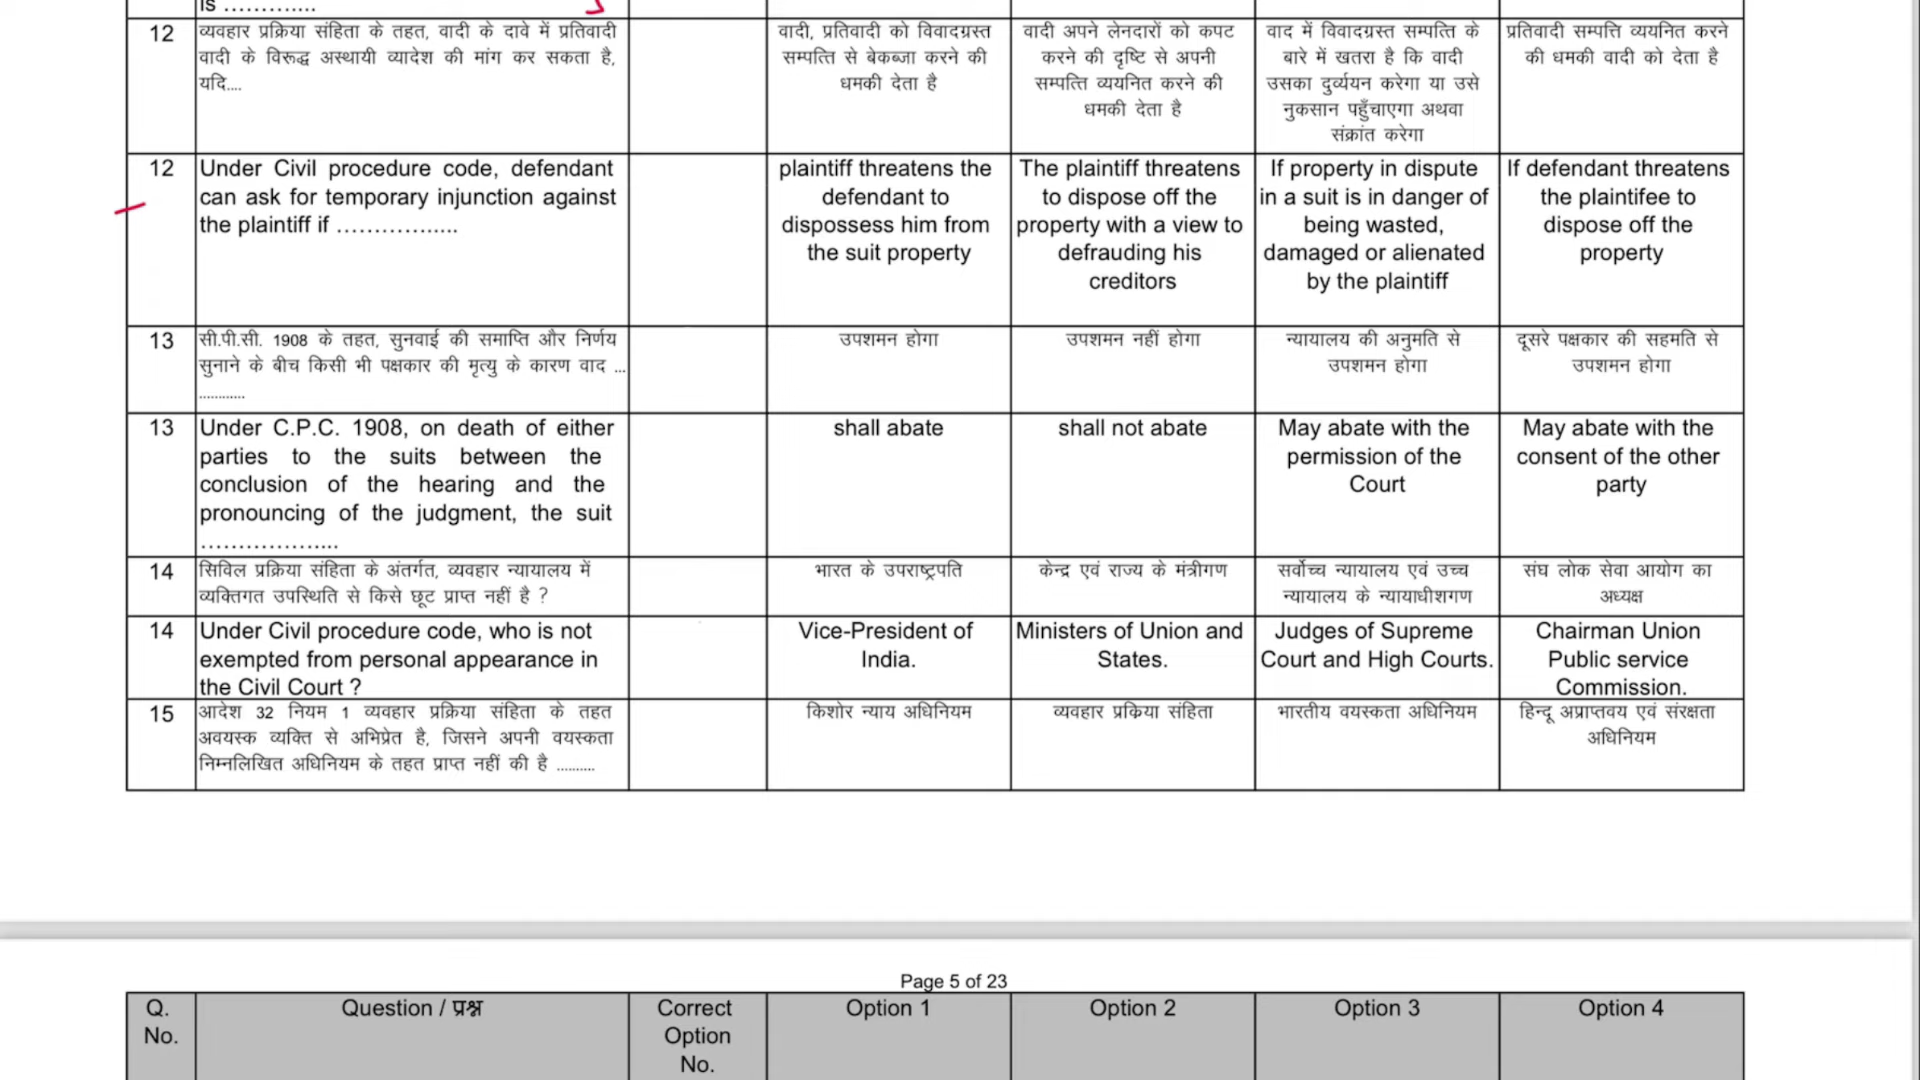 is ……………..
12
व्यवहार प्रक्रिया संहिता के तहत, वादी के दावे में प्रतिवादी
वादी के विरूद्ध अस्थायी व्यादेश की मांग कर सकता है,
यदि....
वादी, प्रतिवादी को विवादग्रस्त
सम्पत्ति से बेकब्जा करने की
धमकी देता है
वादी अपने लेनदारों को कपट
करने की दृष्टि से अपनी
सम्पत्ति व्ययनित करने की
धमकी देता है
वाद में विवादग्रस्त सम्पत्ति के
बारे में खतरा है कि वादी
उसका दुर्व्ययन करेगा या उसे
नुकसान पहुँचाएगा अथवा
संक्रांत करेगा
प्रतिवादी सम्पत्ति व्ययनित करने
की धमकी वादी को देता है
12
Under Civil procedure code, defendant
can ask for temporary injunction against
the plaintiff if ………………..
plaintiff threatens the
defendant to
dispossess him from
the suit property
The plaintiff threatens
to dispose off the
property with a view to
defrauding his
creditors
If property in dispute
in a suit is in danger of
being wasted,
damaged or alienated
by the plaintiff
If defendant threatens
the plaintifee to
dispose off the
property
13
सी.पी.सी. 1908 के तहत, सुनवाई की समाप्ति और निर्णय
सुनाने के बीच किसी भी पक्षकार की मृत्यु के कारण वाद ...
............
उपशमन होगा
उपशमन नहीं होगा
न्यायालय की अनुमति से
उपशमन होगा
दूसरे पक्षकार की सहमति से
उपशमन होगा
13
Under C.P.C. 1908, on death of either
parties to the suits between the
conclusion of the hearing and the
pronouncing of the judgment, the suit
…………………..
shall abate
shall not abate
May abate with the
permission of the
Court
May abate with the
consent of the other
party
14
सिविल प्रक्रिया संहिता के अंतर्गत, व्यवहार न्यायालय में
व्यक्तिगत उपस्थिति से किसे छूट प्राप्त नहीं है ?
भारत के उपराष्ट्रपति
केन्द्र एवं राज्य के मंत्रीगण
सर्वोच्च न्यायालय एवं उच्च
न्यायालय के न्यायाधीशगण
संघ लोक सेवा आयोग का
अध्यक्ष
14
Under Civil procedure code, who is not
exempted from personal appearance in
the Civil Court ?
Vice-President of
India.
Ministers of Union and
States.
Judges of Supreme
Court and High Courts.
Chairman Union
Public service
Commission.
15
आदेश 32 नियम 1 व्यवहार प्रक्रिया संहिता के तहत
अवयस्क व्यक्ति से अभिप्रेत है, जिसने अपनी वयस्कता
निम्नलिखित अधिनियम के तहत प्राप्त नहीं की है ..........
किशोर न्याय अधिनियम
व्यवहार प्रक्रिया संहिता
भारतीय वयस्कता अधिनियम
हिन्दू अप्राप्तवय एवं संरक्षता
अधिनियम
Page 5 of 23
Q.
No.
Question / प्रश्न
Correct
Option
No.
Option 1
Option 2
Option 3
Option 4